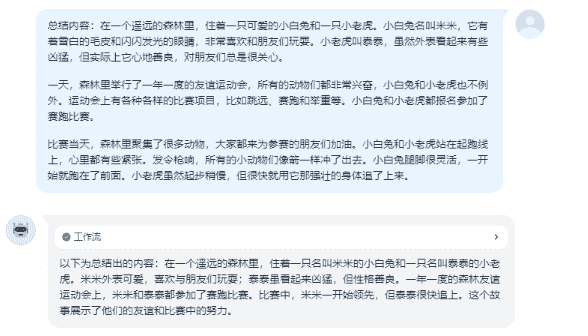 总结内容：在一个遥远的森林里，住着一只可爱的小白兔和一只小老虎。小白兔名叫米米，它有
着雪白的毛皮和闪闪发光的眼睛，非常喜欢和朋友们玩耍。小老虎叫泰泰，虽然外表看起来有些
凶猛，但实际上它心地善良，对朋友们总是很关心。
一天，森林里举行了一年一度的友谊运动会，所有的动物们都非常兴奋，小白兔和小老虎也不例
外。运动会上有各种各样的比赛项目，比如跳远、赛跑和举重等。小白兔和小老虎都报名参加了
赛跑比赛。
比赛当天，森林里聚集了很多动物，大家都来为参赛的朋友们加油。小白兔和小老虎站在起跑线
上，心里都有些紧张。发令枪响，所有的小动物们像箭一样冲了出去。小白兔腿脚很灵活，一开
始就跑在了前面。小老虎虽然起步稍慢，但很快就用它那强壮的身体追了上来。
工作流
以下为总结出的内容：在一个遥远的森林里，住着一只名叫米米的小白兔和一只名叫泰泰的小老
虎。米米外表可爱，喜欢与朋友们玩耍；泰泰虽看起来凶猛，但性格善良。一年一度的森林友谊
运动会上，米米和泰泰都参加了赛跑比赛。比赛中，米米一开始领先，但泰泰很快追上。这个故
事展示了他们的友谊和比赛中的努力。